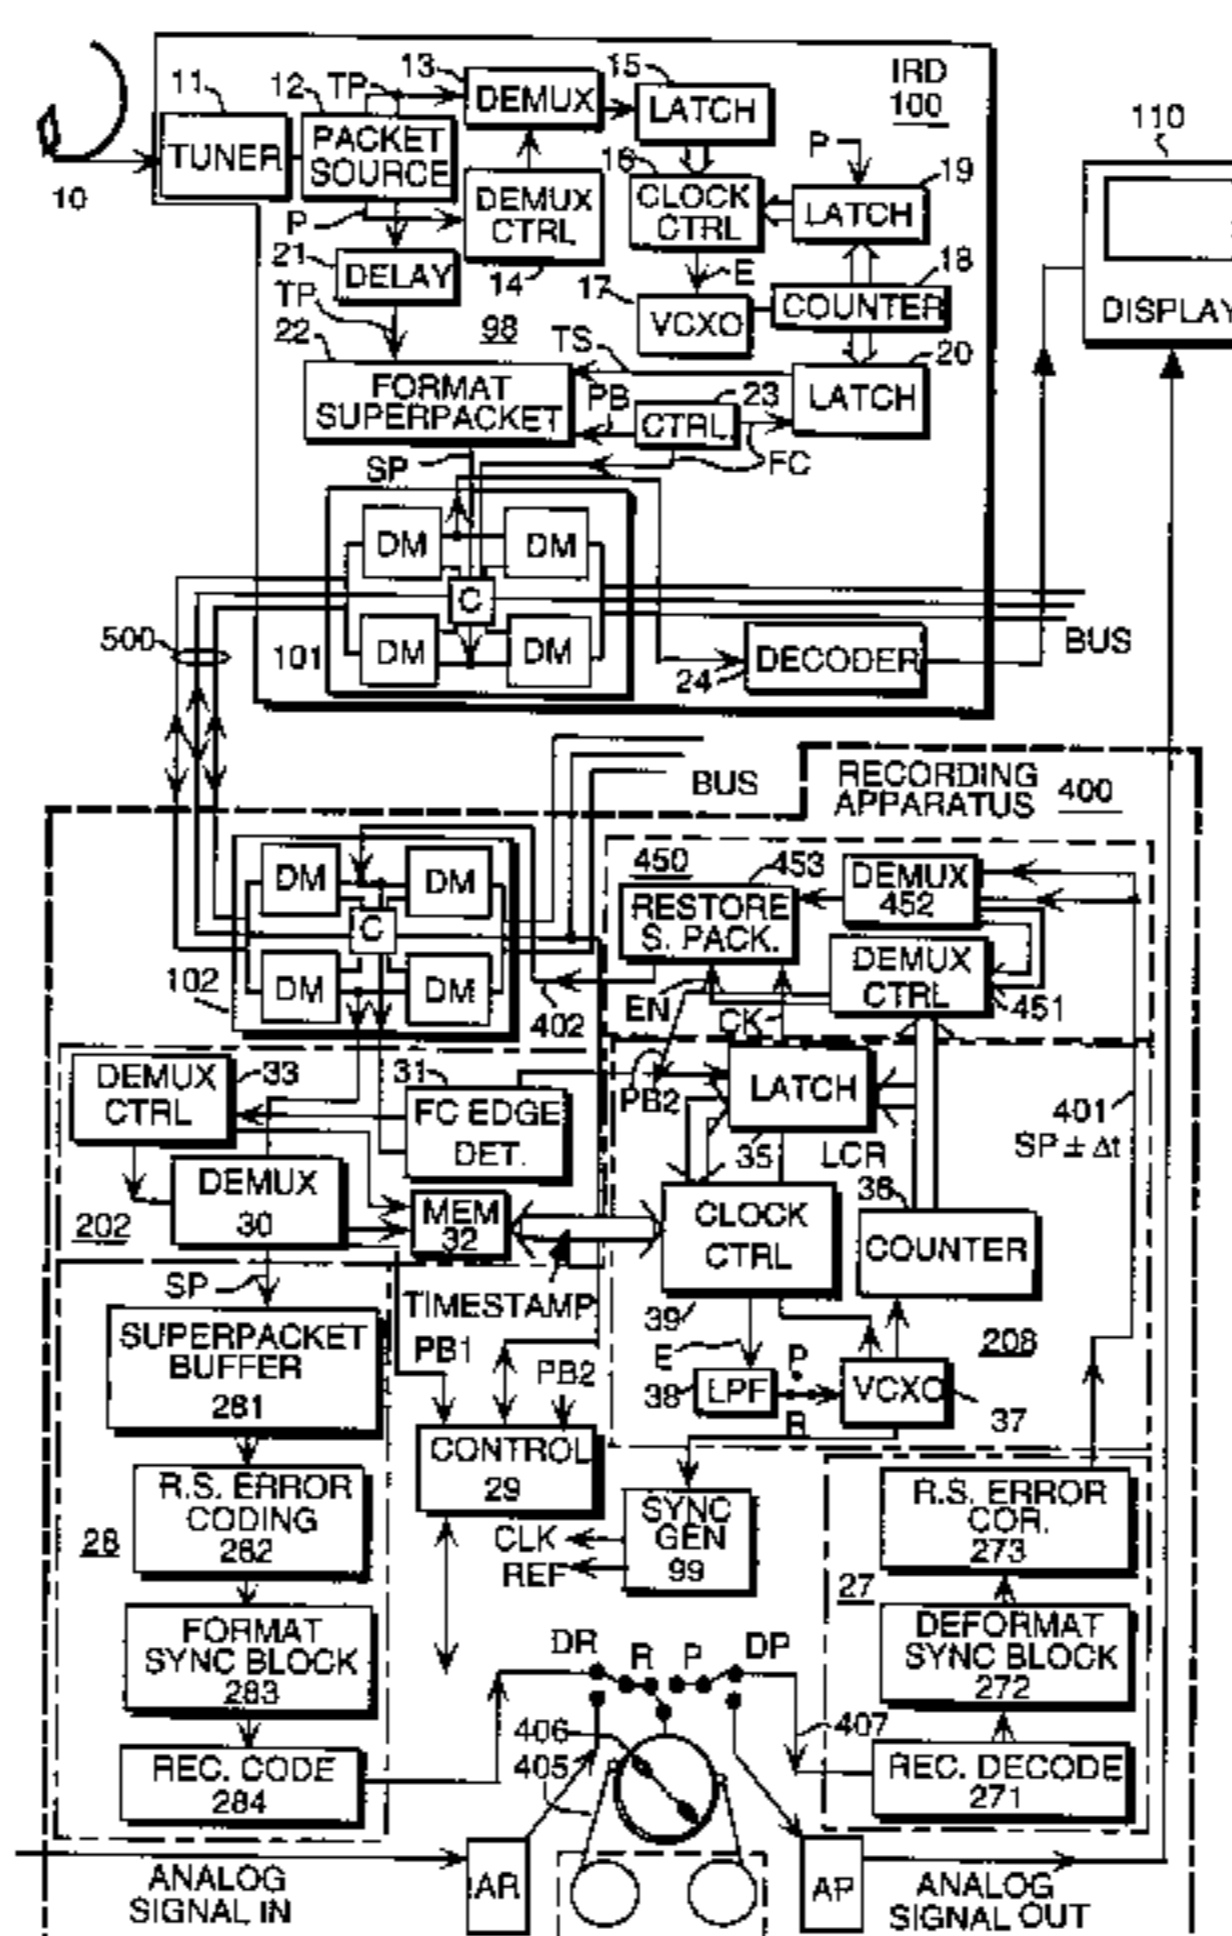 10
11
TUNER
12
TP
PACKET
SOURCE
P
13
DEMUX
DEMUX
CTRL
14
15
LATCH
16
CLOCK
CTRL
E
17
VCXO
IRD
100
P
19
LATCH
18
COUNTER
20
LATCH
21
DELAY
TP
22
98
TS
FORMAT
SUPERPACKET
PB
23
CTRL
FC
SP
DM
DM
C
DM
DM
101
500
24
DECODER
BUS
110
DISPLAY
BUS
RECORDING
APPARATUS
400
DM
DM
C
DM
DM
102
402
450
453
RESTORE
S. PACK.
DEMUX
452
DEMUX
CTRL
451
EN
CK
PB2
LATCH
35
LCR
401
SP ± Δt
DEMUX
CTRL
33
31
FC EDGE
DET.
DEMUX
30
202
MEM
32
TIMESTAMP
CLOCK
CTRL
39
36
COUNTER
208
E
38
LPF
P
R
VCXO
37
SP
SUPERPACKET
BUFFER
281
PB1
PB2
CONTROL
29
R.S. ERROR
CODING
282
28
FORMAT
SYNC BLOCK
283
REC. CODE
284
CLK
REF
SYNC
GEN
99
R.S. ERROR
COR.
273
27
DEFORMAT
SYNC BLOCK
272
REC. DECODE
271
DR
R
P
DP
406
405
407
ANALOG
SIGNAL IN
AR
AP
ANALOG
SIGNAL OUT